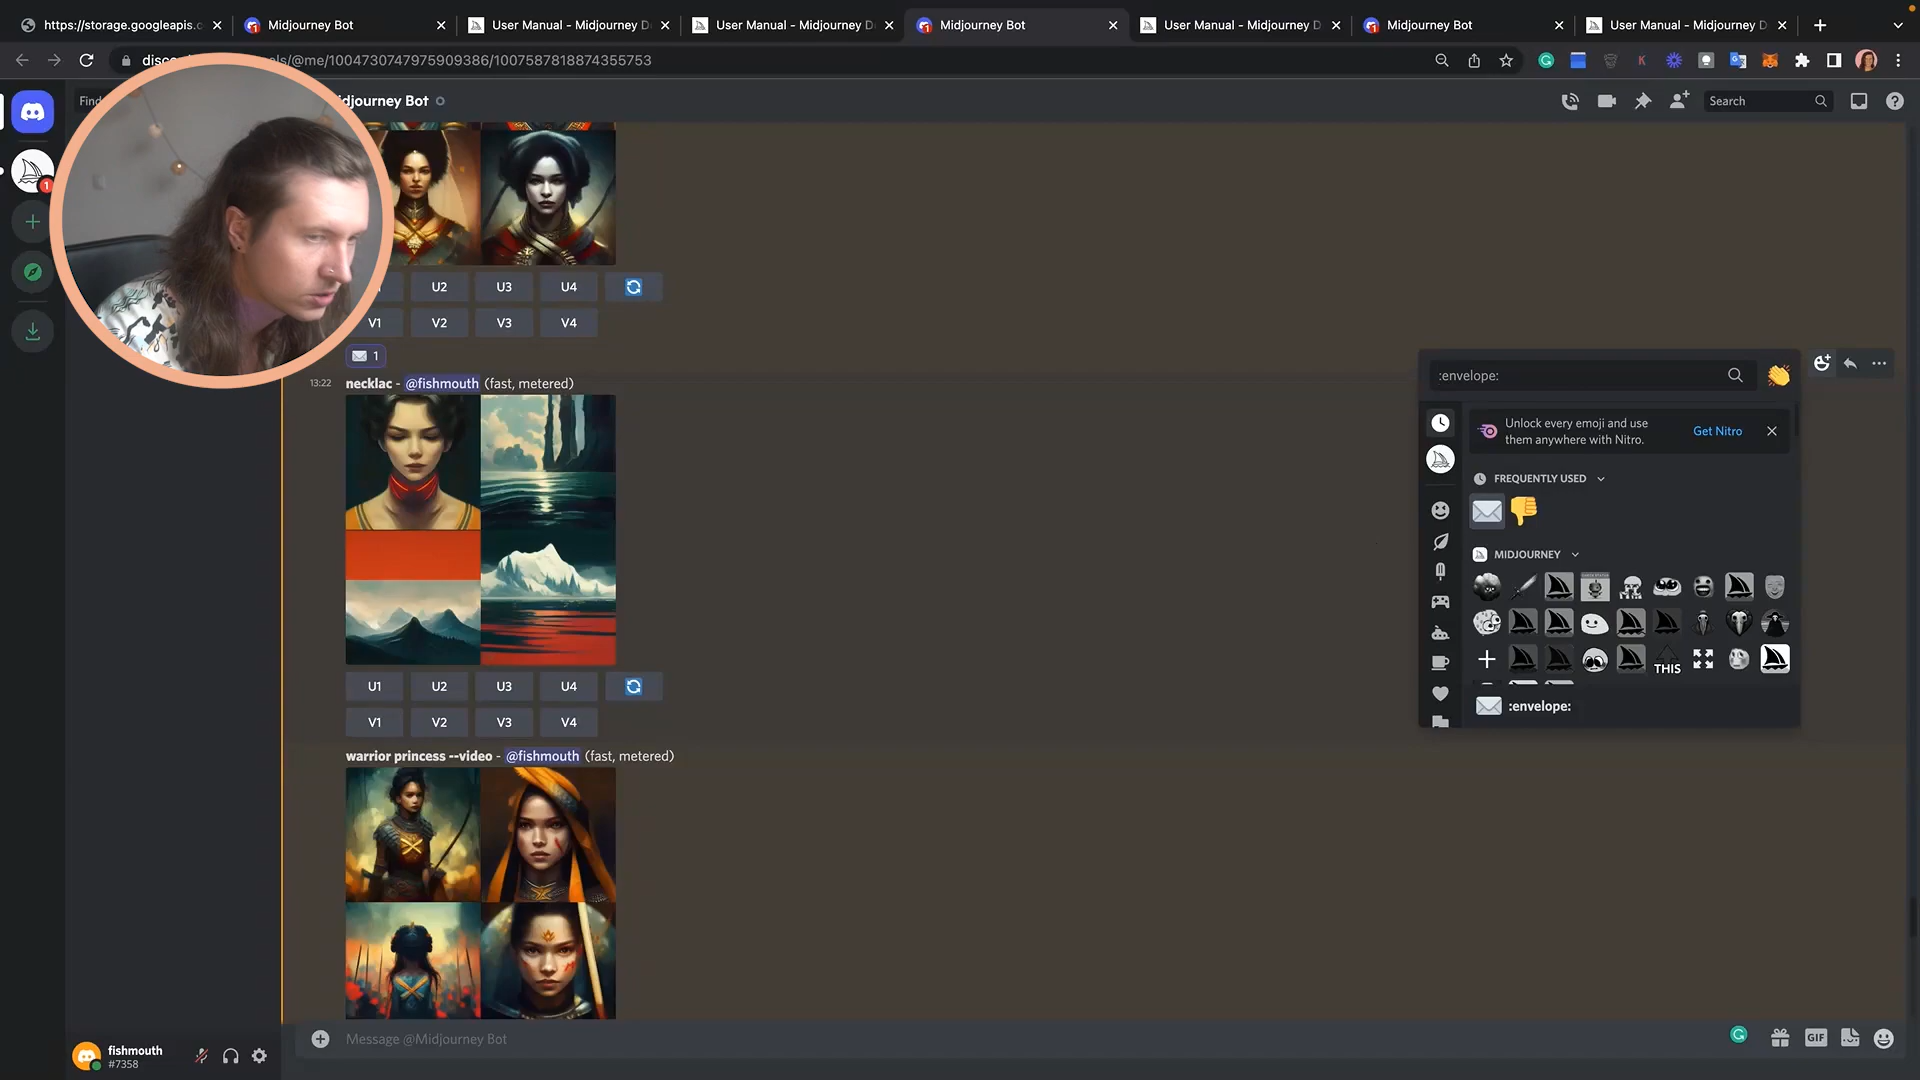 https://storage.googleapis.c
Midjourney Bot
User Manual - Midjourney D
User Manual - Midjourney D
Midjourney Bot
User Manual - Midjourney D
Midjourney Bot
User Manual - Midjourney D
/@me/1004730747975909386/1007587818874355753
Find
idjourney Bot
Search
1
U2
U3
U4
V1
V2
V3
V4
1
13:22
necklac - @fishmouth (fast, metered)
:envelope:
Unlock every emoji and use
them anywhere with Nitro.
Get Nitro
FREQUENTLY USED
MIDJOURNEY
THIS
:envelope:
U1
U2
U3
U4
V1
V2
V3
V4
warrior princess --video - @fishmouth (fast, metered)
Message @Midjourney Bot
GIF
fishmouth
#7358